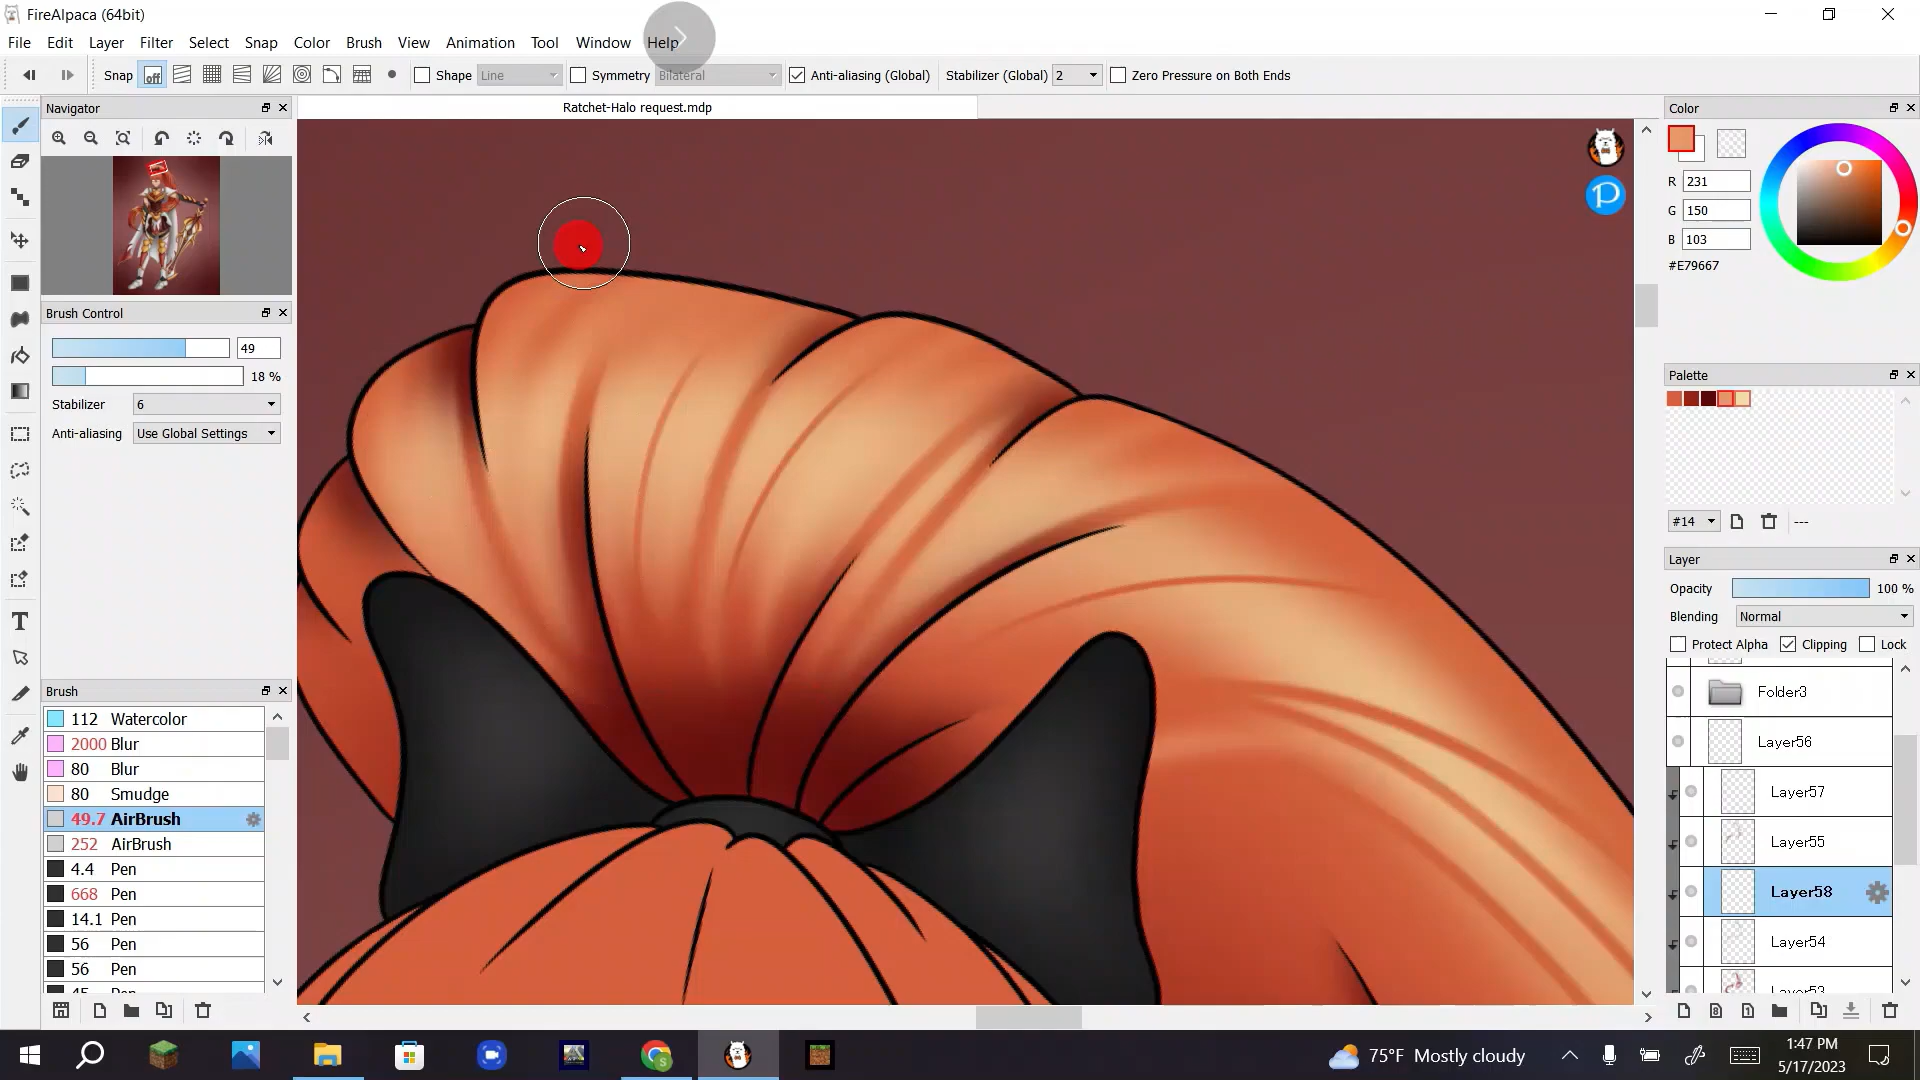 FireAlpaca (64bit)
File Edit Layer Filter Select Snap Color Brush View Animation Tool Window Help
Snap off Shape Line Symmetry Bilateral Anti-aliasing (Global) Stabilizer (Global) 2 Zero Pressure on Both Ends
Navigator
Ratchet-Halo request.mdp
Color
R 231
G 150
B 103
#E79667
Brush Control
49
18 %
Stabilizer 6
Anti-aliasing Use Global Settings
Palette
#14 ---
Layer
Opacity 100 %
Blending Normal
Protect Alpha Clipping Lock
Folder3
Layer56
Layer57
Layer55
Layer58
Layer54
Layer53
Brush
112 Watercolor
2000 Blur
80 Blur
80 Smudge
49.7 AirBrush
252 AirBrush
4.4 Pen
668 Pen
14.1 Pen
56 Pen
56 Pen
45 Pen
75°F Mostly cloudy
1:47 PM
5/17/2023